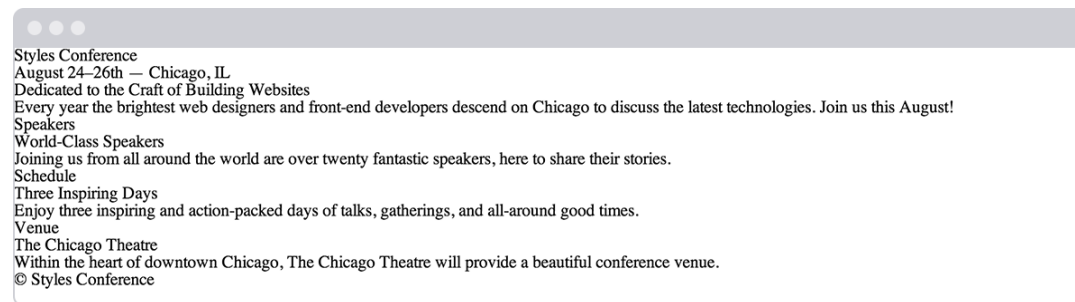 Styles Conference
August 24–26th — Chicago, IL
Dedicated to the Craft of Building Websites
Every year the brightest web designers and front-end developers descend on Chicago to discuss the latest technologies. Join us this August!
Speakers
World-Class Speakers
Joining us from all around the world are over twenty fantastic speakers, here to share their stories.
Schedule
Three Inspiring Days
Enjoy three inspiring and action-packed days of talks, gatherings, and all-around good times.
Venue
The Chicago Theatre
Within the heart of downtown Chicago, The Chicago Theatre will provide a beautiful conference venue.
© Styles Conference